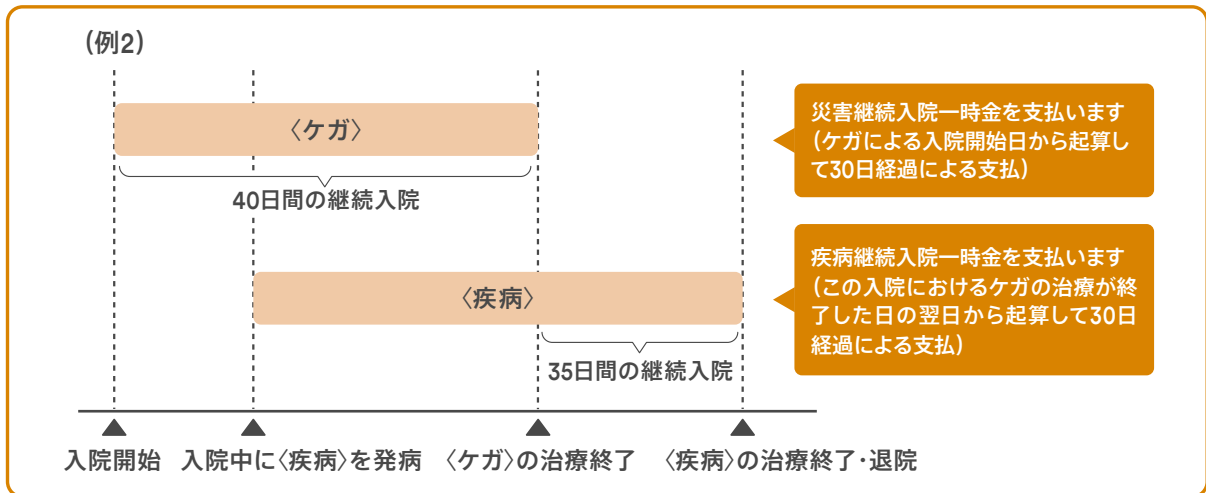 (例2)
〈ケガ〉
40日間の継続入院
災害継続入院一時金を支払います
(ケガによる入院開始日から起算し
て30日経過による支払)
〈疾病〉
35日間の継続入院
疾病継続入院一時金を支払います
(この入院におけるケガの治療が終
了した日の翌日から起算して30日
経過による支払)
入院開始 入院中に〈疾病〉を発病 〈ケガ〉の治療終了 〈疾病〉の治療終了・退院